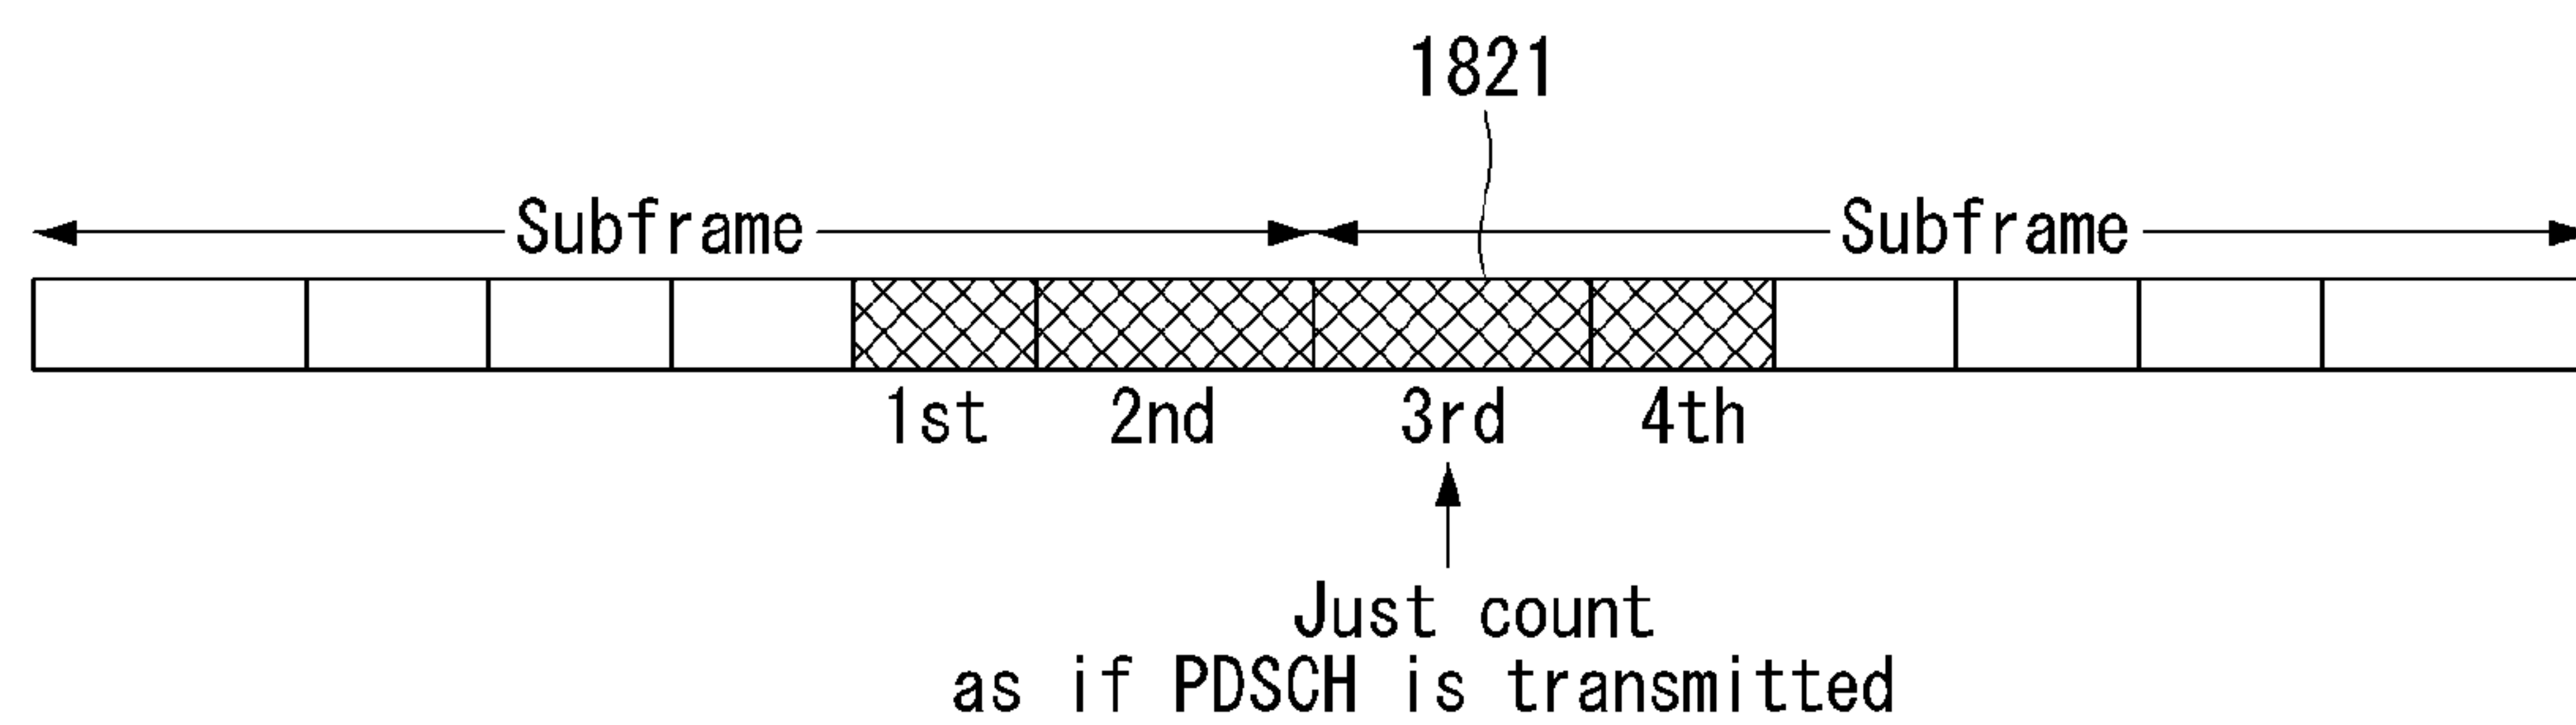 1821
Subframe Subframe
1st 2nd 3rd 4th
Just count
as if PDSCH is transmitted